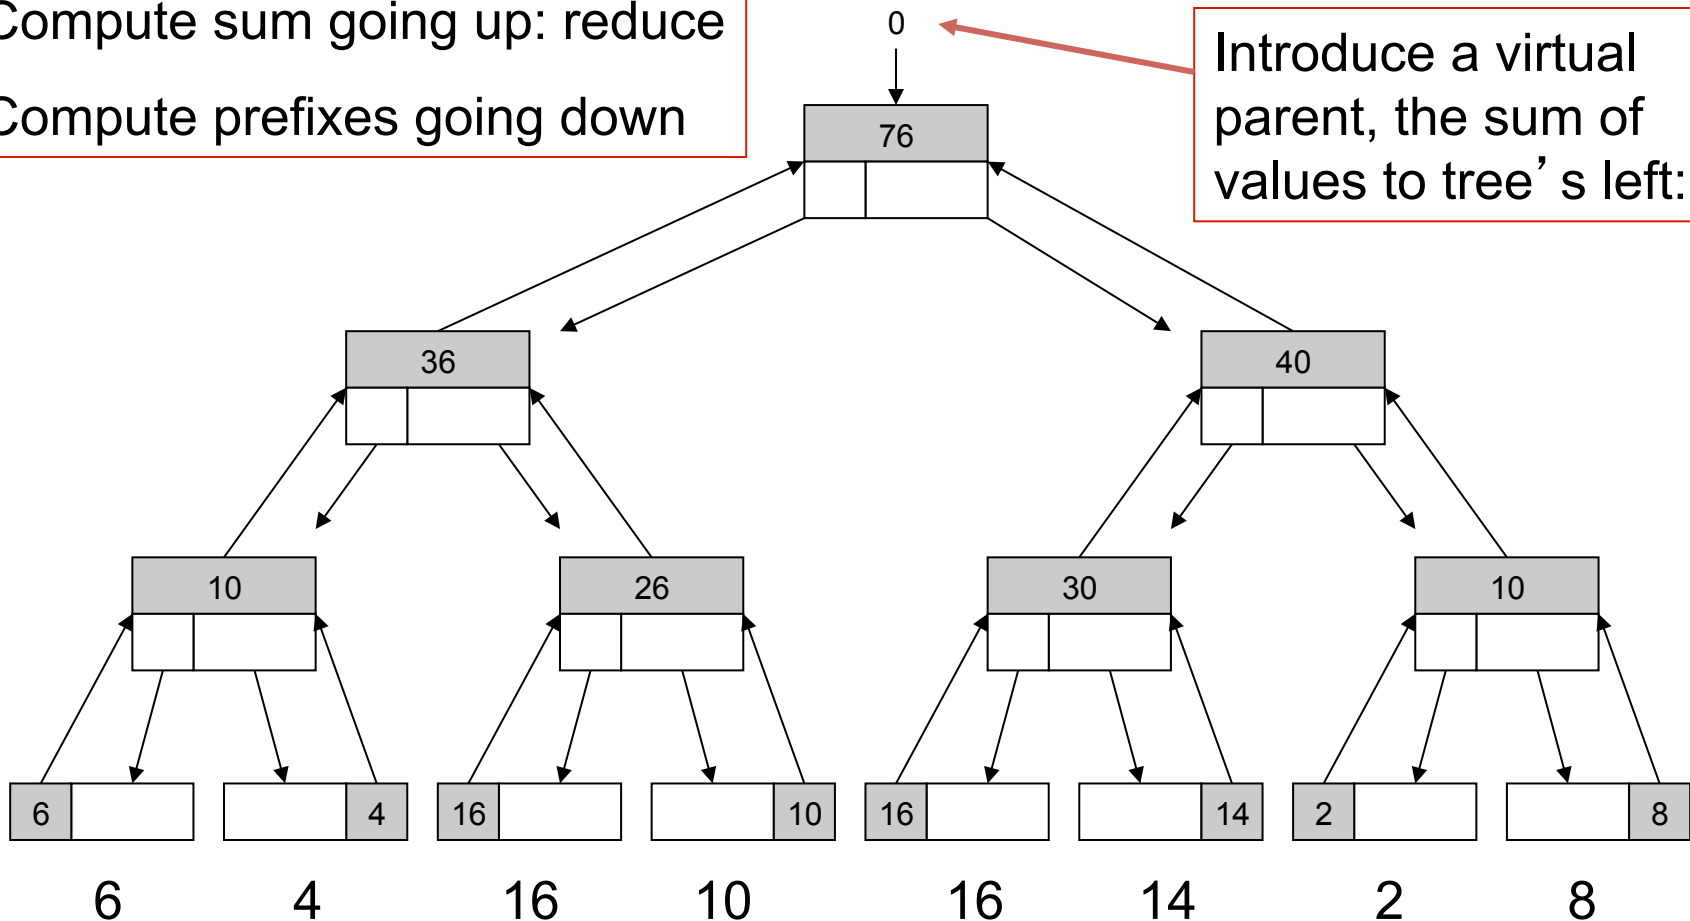 Compute sum going up: reduce
Compute prefixes going down
0
Introduce a virtual
parent, the sum of
values to tree’s left:
76
36
40
10
26
30
10
6
4
16
10
16
14
2
8
6 4 16 10 16 14 2 8